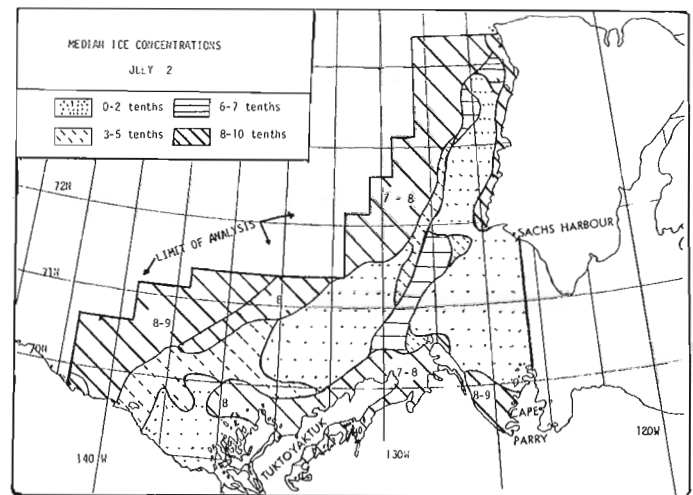 MEDIAN ICE CONCENTRATIONS
JULY 2
0-2 tenths
6-7 tenths
3-5 tenths
8-10 tenths
72N
7 - 8
LIMIT OF ANALYSIS
SACHS HARBOUR
71N
8
8-9
70N
7-8
8
8-9
CAPE
PARRY
TUKTOYAKTUK
140 W
130W
120W